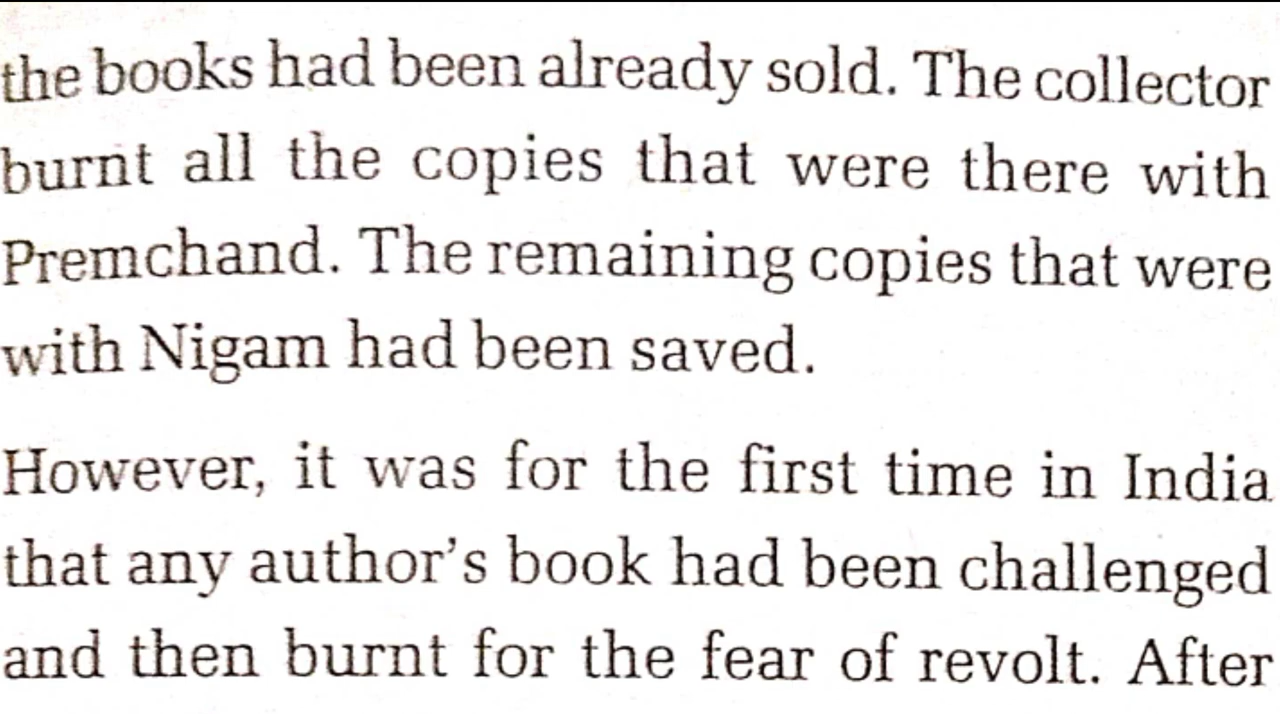 the books had been already sold. The collector
burnt all the copies that were there with
Premchand. The remaining copies that were
with Nigam had been saved.
However, it was for the first time in India
that any author's book had been challenged
and then burnt for the fear of revolt. After